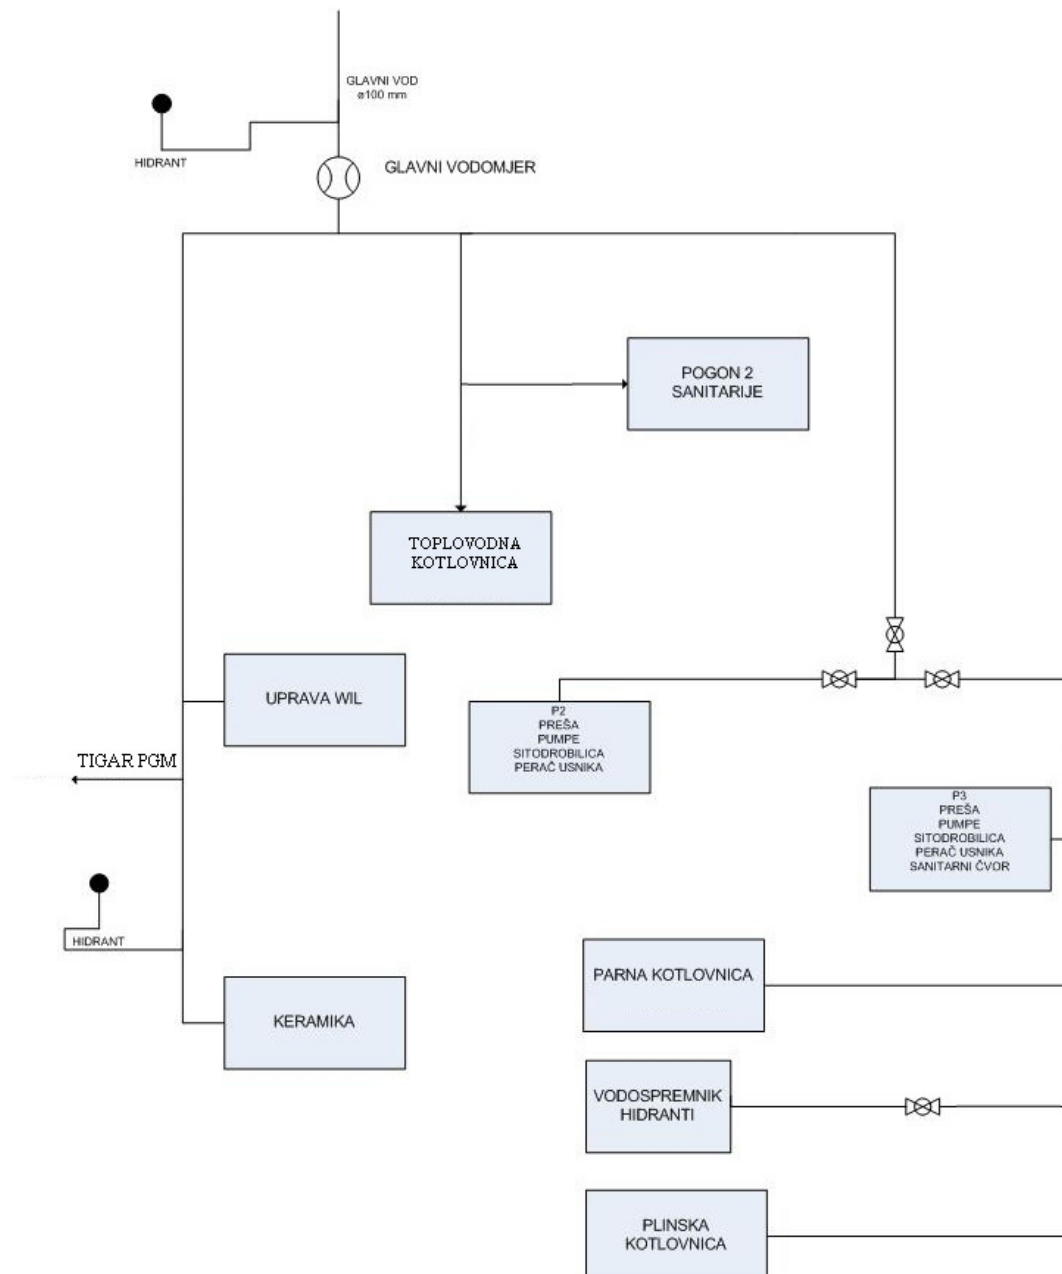 GLAVNI VOD
ø100 mm
HIDRANT
GLAVNI VODOMJER
POGON 2
SANITARIJE
TOPLOVODNA
KOTLOVNICA
UPRAVA WIL
P2
PREŠA
PUMPE
SITODROBILICA
PERAČ USNIKA
TIGAR PGM
P3
PREŠA
PUMPE
SITODROBILICA
PERAČ USNIKA
SANITARNI ČVOR
HIDRANT
PARNA KOTLOVNICA
KERAMIKA
VODOSPREMNIK
HIDRANTI
PLINSKA
KOTLOVNICA